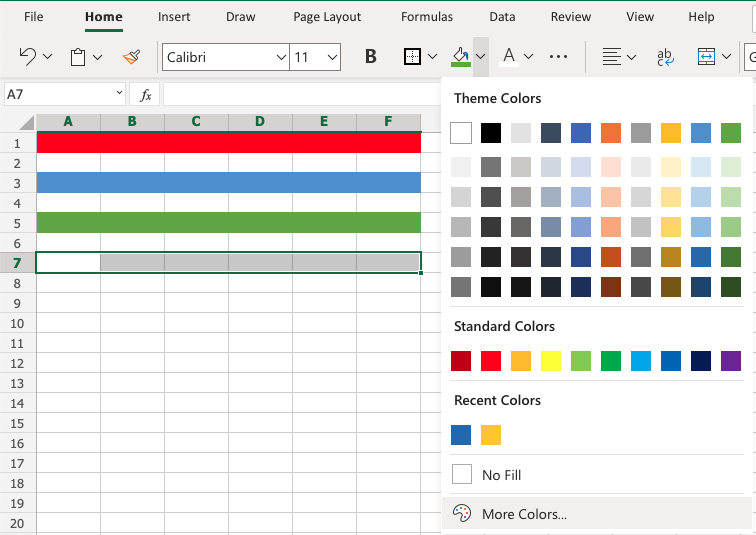 File Home Insert Draw Page Layout Formulas Data Review View Help
Calibri 11 B A ab c G
A7 fx
Theme Colors
A B C D E F
1
2
3
4
5
6
7
8
9
10
11
12
13
14
15
16
17
18
19
20
Standard Colors
Recent Colors
No Fill
More Colors...